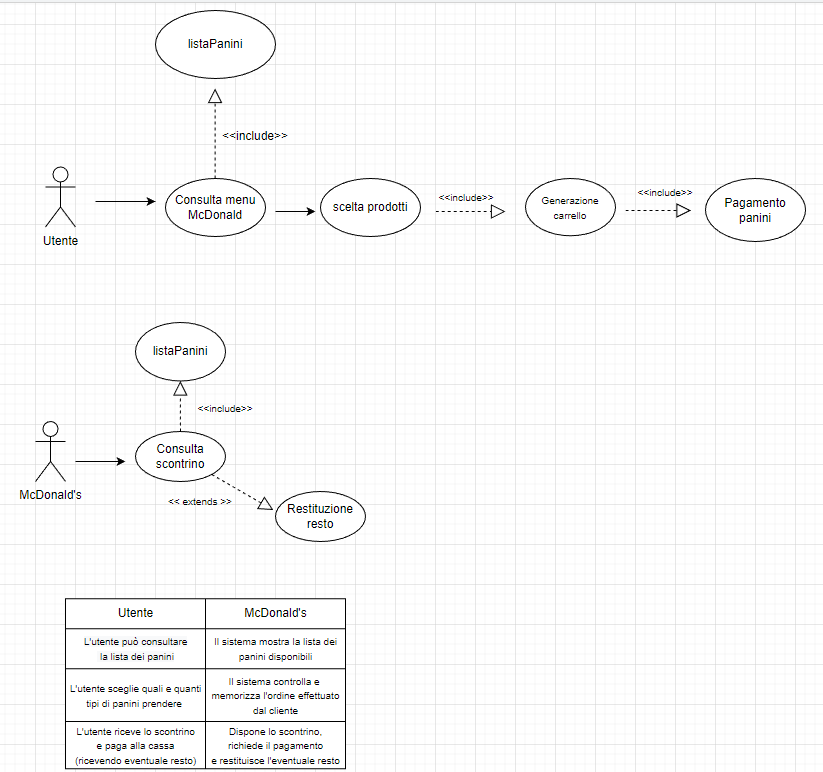 listaPanini
<<include>>
Utente
Consulta menu
McDonald
scelta prodotti
<<include>>
Generazione
carrello
<<include>>
Pagamento
panini
listaPanini
<<include>>
McDonald's
Consulta
scontrino
<< extends >>
Restituzione
resto
Utente
McDonald's
L'utente può consultare
la lista dei panini
Il sistema mostra la lista dei
panini disponibili
L'utente sceglie quali e quanti
tipi di panini prendere
Il sistema controlla e
memorizza l'ordine effettuato
dal cliente
L'utente riceve lo scontrino
e paga alla cassa
(ricevendo eventuale resto)
Dispone lo scontrino,
richiede il pagamento
e restituisce l'eventuale resto